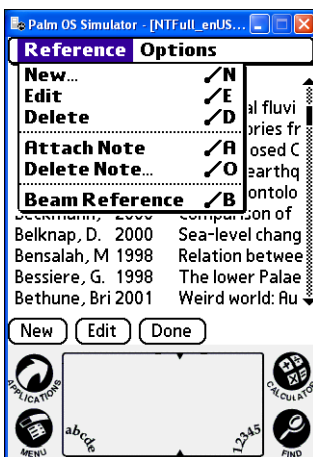 Palm OS Simulator - [NTFull_enUS...
Reference Options
New... /N
Edit /E
Delete /D
al fluvi
ories fr
Attach Note /A
osed C
Delete Note... /O
earthq
ontolo
Beam Reference /B
2000 Comparison of
Belknap, D. 2000 Sea-level chang
Bensalah, M 1998 Relation betwee
Bessiere, G. 1998 The lower Palae
Bethune, Bri 2001 Weird world: Au
New Edit Done
APPLICATIONS
CALCULATOR
MENU
abcde
12345
FIND